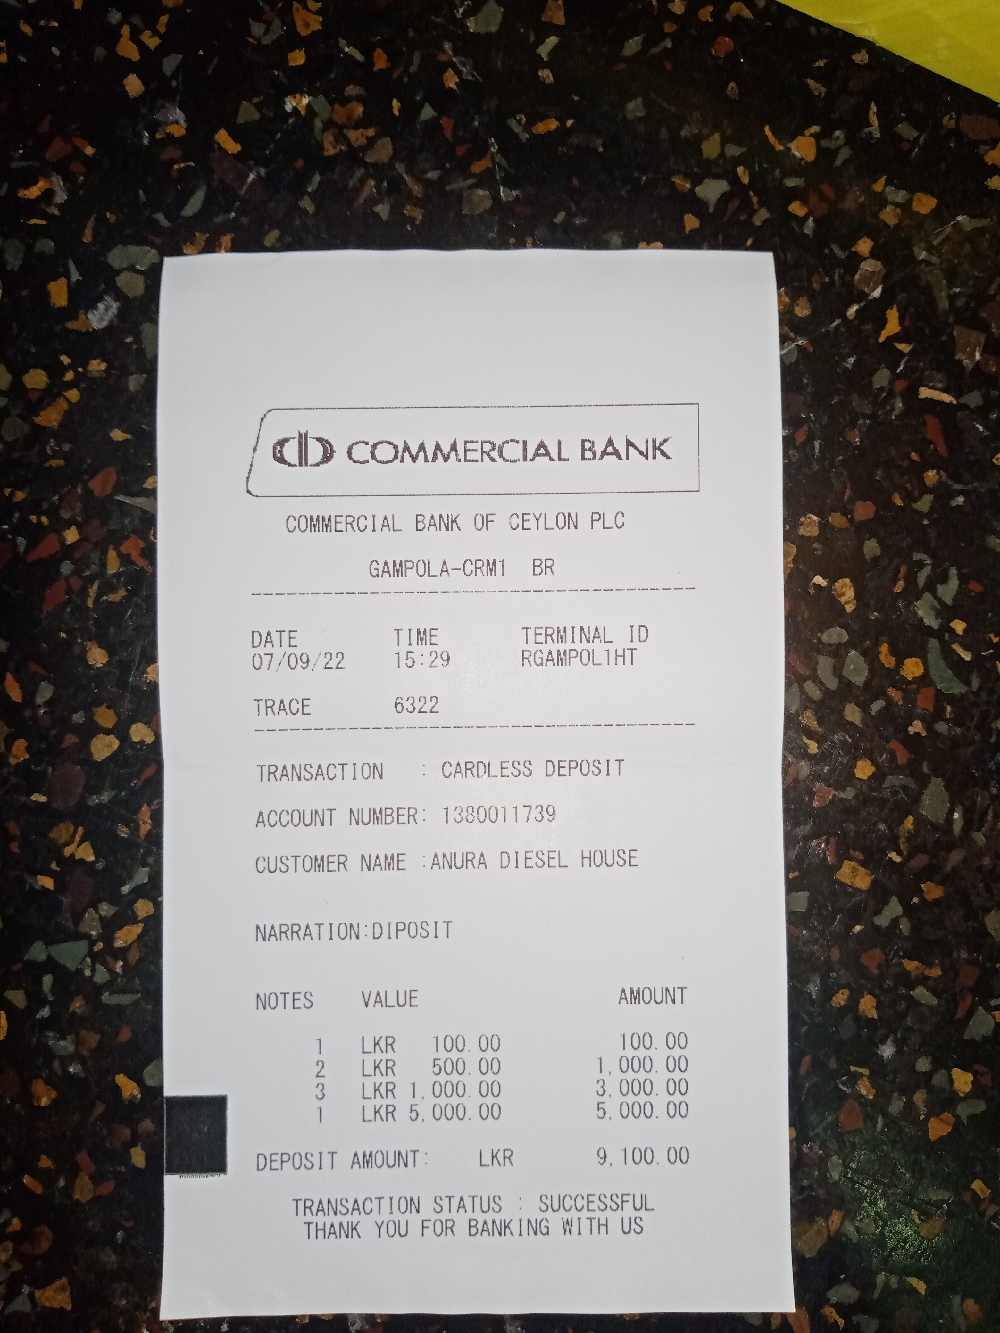 COMMERCIAL BANK
COMMERCIAL BANK OF CEYLON PLC
GAMPOLA-CRM1 BR
DATE TIME TERMINAL ID
07/09/22 15:29 RGAMPOL1HT
TRACE 6322
TRANSACTION : CARDLESS DEPOSIT
ACCOUNT NUMBER: 1380011739
CUSTOMER NAME :ANURA DIESEL HOUSE
NARRATION:DIPOSIT
NOTES VALUE AMOUNT
1 LKR 100.00 100.00
2 LKR 500.00 1,000.00
3 LKR 1,000.00 3,000.00
1 LKR 5,000.00 5,000.00
DEPOSIT AMOUNT: LKR 9,100.00
TRANSACTION STATUS : SUCCESSFUL
THANK YOU FOR BANKING WITH US